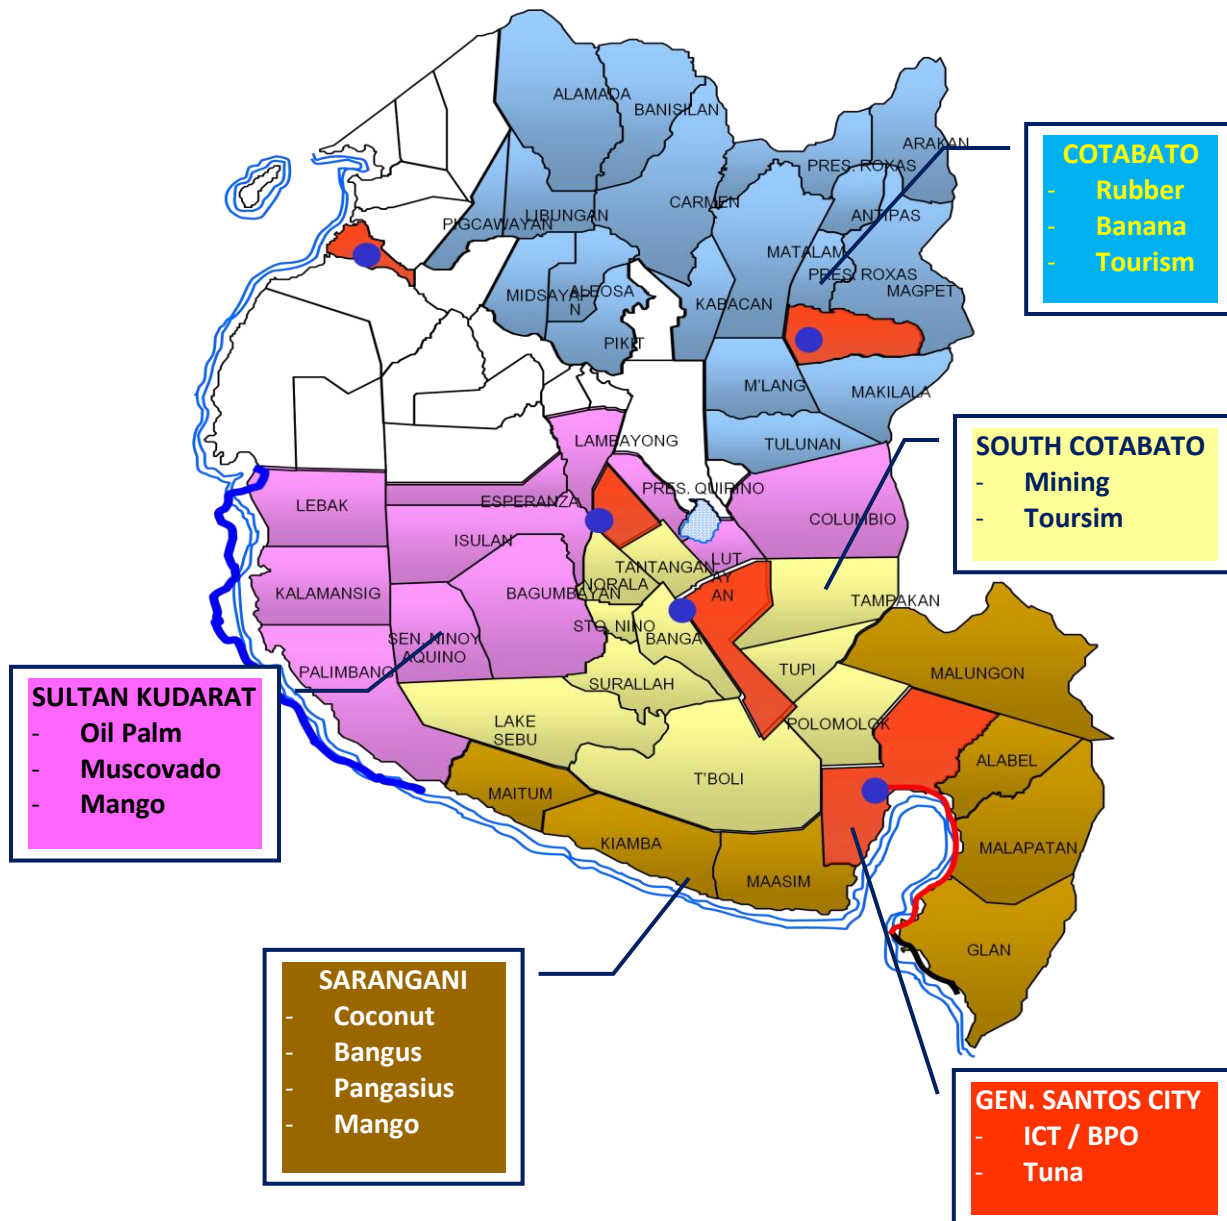 ALAMADA
BANISILAN
ARAKAN
PRES. ROXAS
CARMEN
ANTIPAS
LIBUNGAN
PIGCAWAYAN
MATALAM
PRES. ROXAS
MAGPET
MIDSAYAP
ALEOSA
N
KABACAN
PIKIT
M'LANG
MAKILALA
TULUNAN
LAMBAYONG
PRES. QUIRINO
ESPERANZA
LEBAK
COLUMBIO
ISULAN
LUT
AY
AN
TANTANGAN
NORALA
KALAMANSIG
BAGUMBAYAN
TAMPAKAN
STO. NINO
BANGA
SEN. NINOY
AQUINO
PALIMBANG
TUPI
MALUNGON
SURALLAH
LAKE
SEBU
POLOMOLOK
ALABEL
T'BOLI
MAITUM
KIAMBA
MALAPATAN
MAASIM
GLAN
COTABATO
- Rubber
- Banana
- Tourism
SOUTH COTABATO
- Mining
- Toursim
SULTAN KUDARAT
- Oil Palm
- Muscovado
- Mango
SARANGANI
- Coconut
- Bangus
- Pangasius
- Mango
GEN. SANTOS CITY
- ICT / BPO
- Tuna